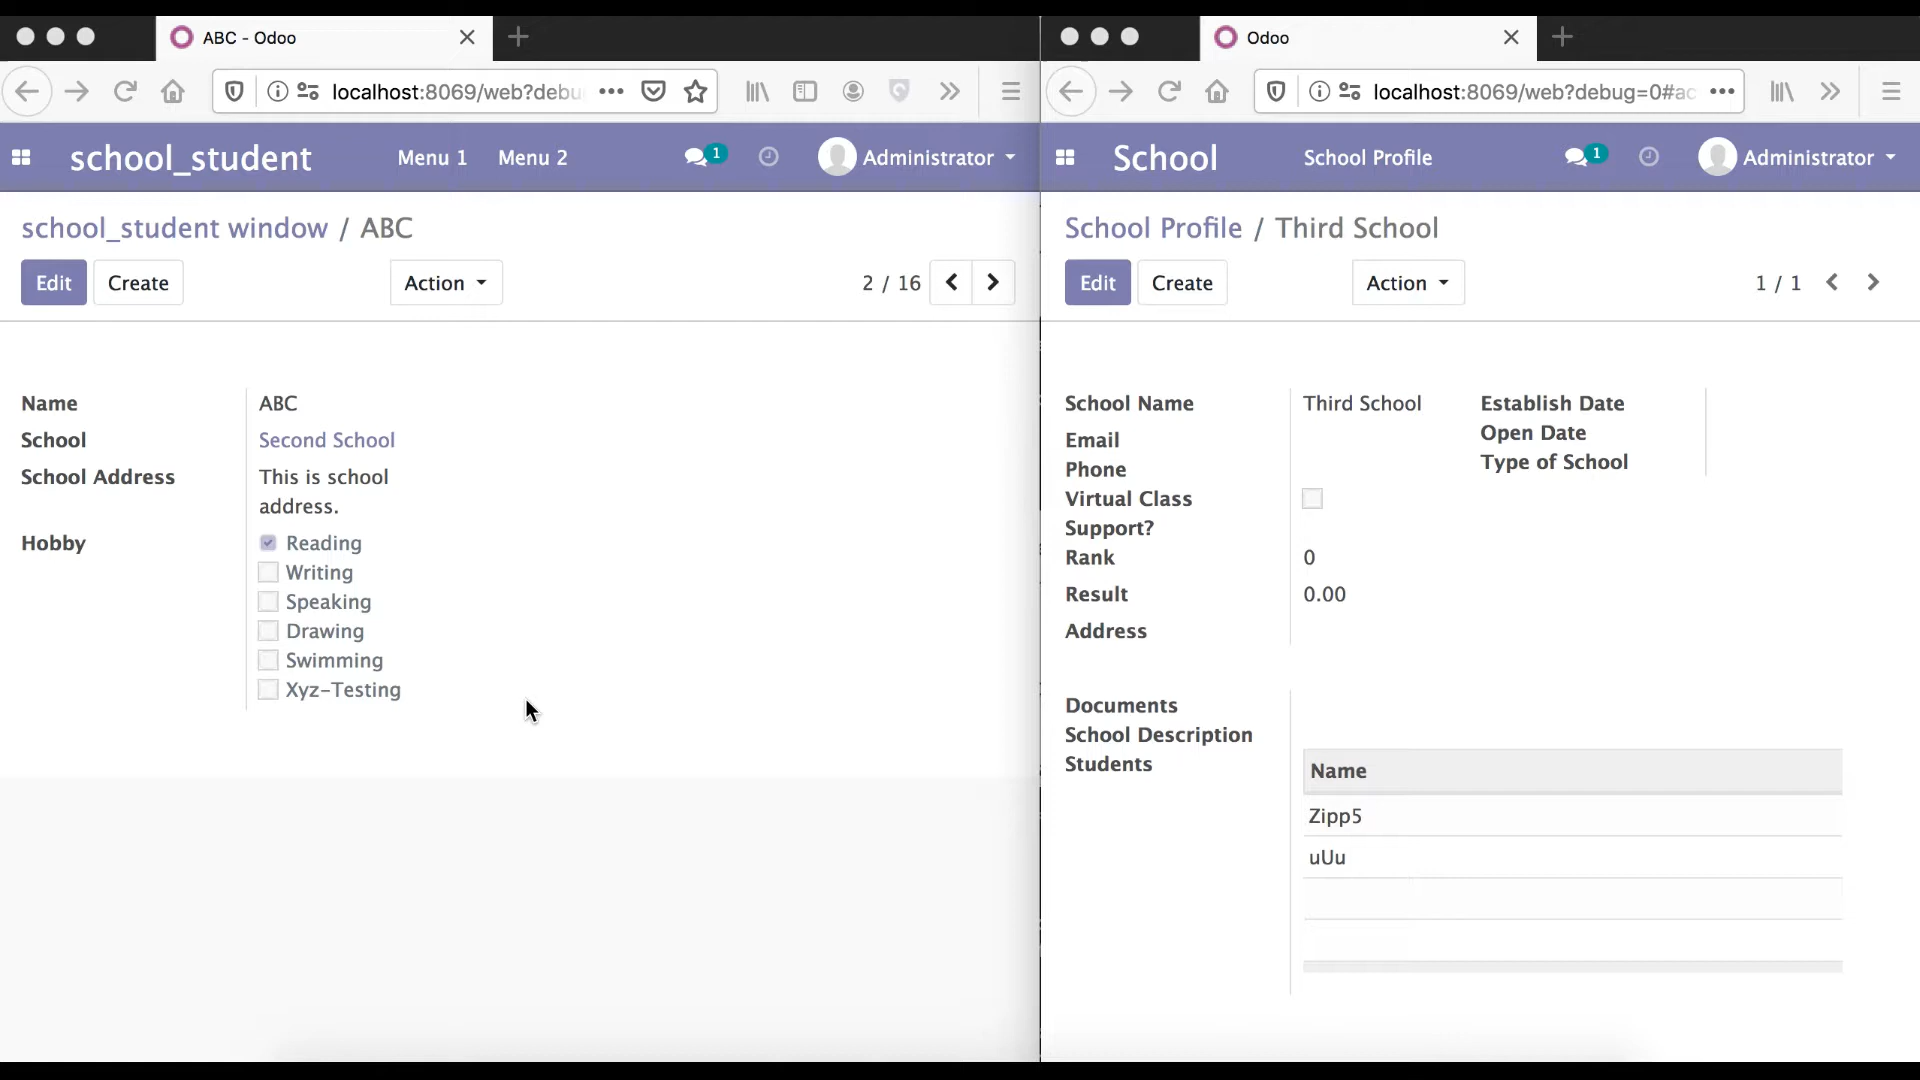 ABC - Odoo
localhost:8069/web?debu
school_student
Menu 1
Menu 2
1
Administrator
school_student window / ABC
Edit
Create
Action
2 / 16
Name
ABC
School
Second School
School Address
This is school
address.
Hobby
Reading
Writing
Speaking
Drawing
Swimming
Xyz-Testing
Odoo
localhost:8069/web?debug=0#ac
School
School Profile
1
Administrator
School Profile / Third School
Edit
Create
Action
1 / 1
School Name
Third School
Email
Phone
Virtual Class
Support?
Rank
0
Result
0.00
Address
Establish Date
Open Date
Type of School
Documents
School Description
Students
Name
Zipp5
uUu